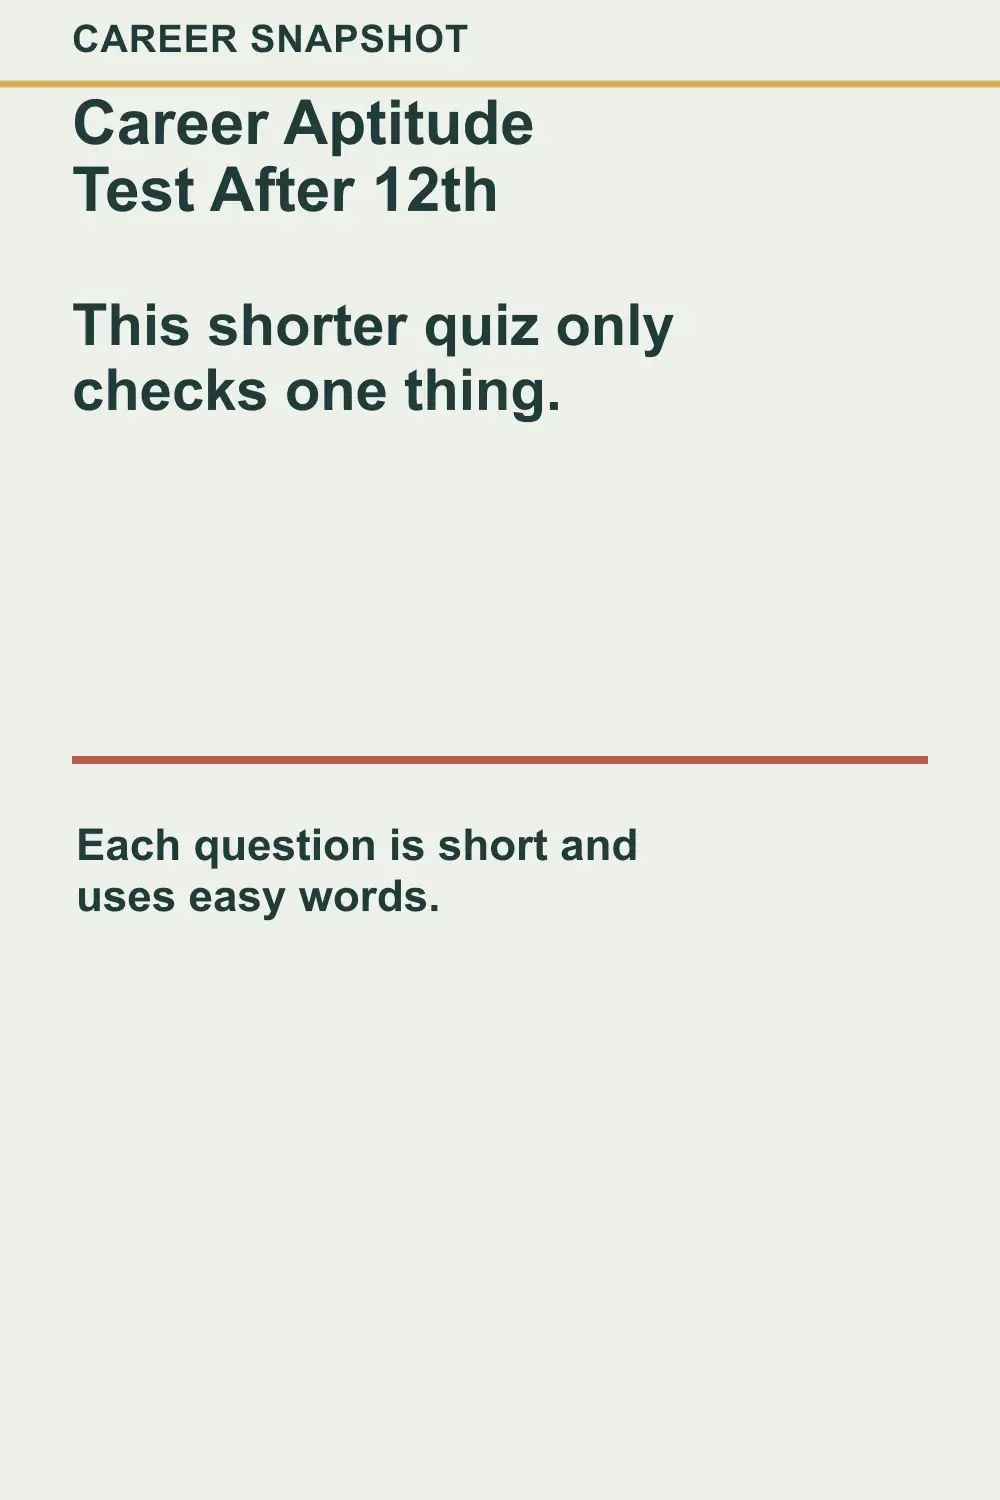 CAREER SNAPSHOT
Career Aptitude
Test After 12th
This shorter quiz only
checks one thing.
Each question is short and
uses easy words.